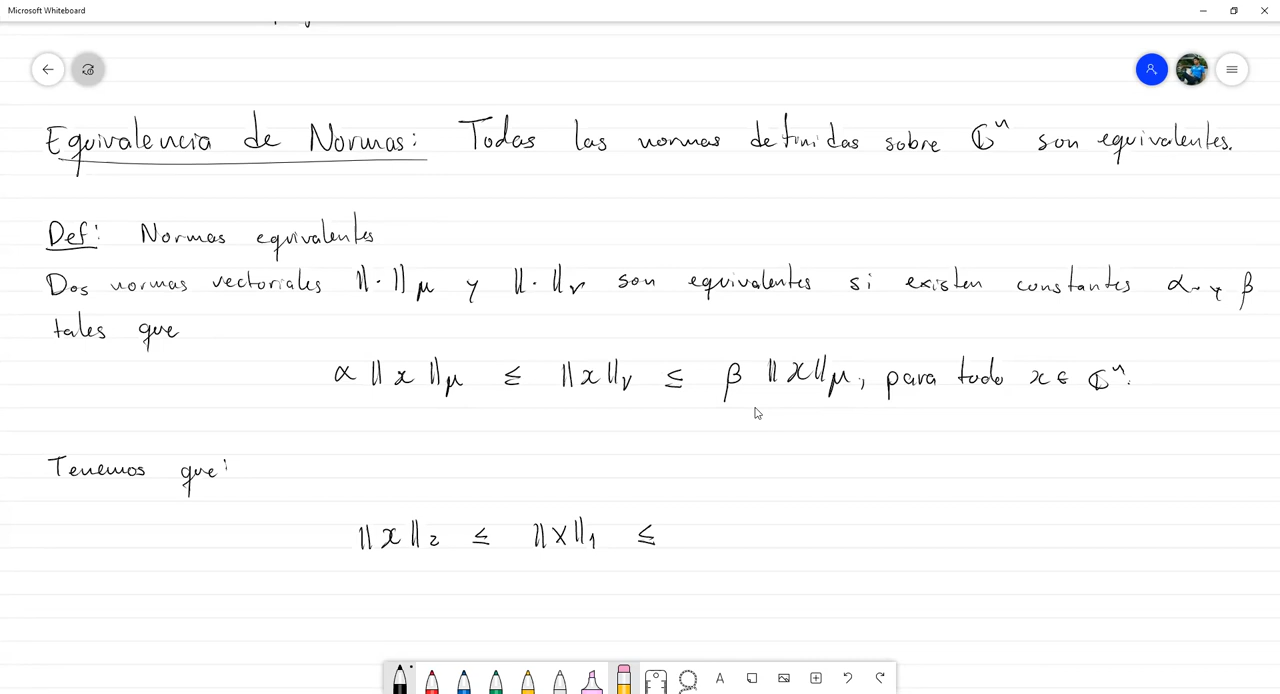 Microsoft Whiteboard
Equivalencia de Normas: Todas las normas definidas sobre ℂⁿ son equivalentes.
Def: Normas equivalentes
Dos normas vectoriales ‖·‖μ y ‖·‖ν son equivalentes si existen constantes α y β
tales que
α ‖x‖μ ≤ ‖x‖ν ≤ β ‖x‖μ, para todo x ∈ ℂⁿ.
Tenemos que:
‖x‖₂ ≤ ‖x‖₁ ≤